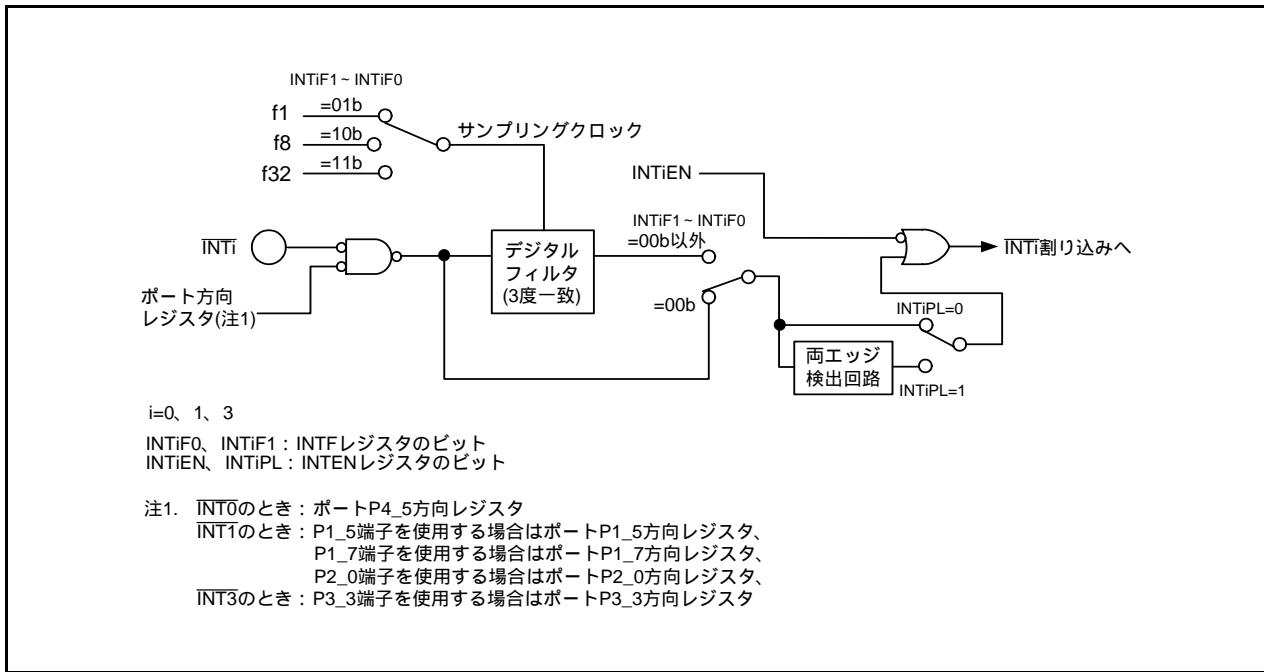 INTiF1~INTiF0
f1
=01b
f8
=10b
f32
=11b
サンプリングクロック
INTiEN
INTi
ポート方向
レジスタ(注1)
デジタル
フィルタ
(3度一致)
INTiF1~INTiF0
=00b以外
=00b
INTi割り込みへ
INTiPL=0
両エッジ
検出回路
INTiPL=1
i=0、1、3
INTiF0、INTiF1:INTFレジスタのビット
INTiEN、INTiPL:INTENレジスタのビット
注1. INT0のとき:ポートP4_5方向レジスタ
INT1のとき:P1_5端子を使用する場合はポートP1_5方向レジスタ、
P1_7端子を使用する場合はポートP1_7方向レジスタ、
P2_0端子を使用する場合はポートP2_0方向レジスタ、
INT3のとき:P3_3端子を使用する場合はポートP3_3方向レジスタ